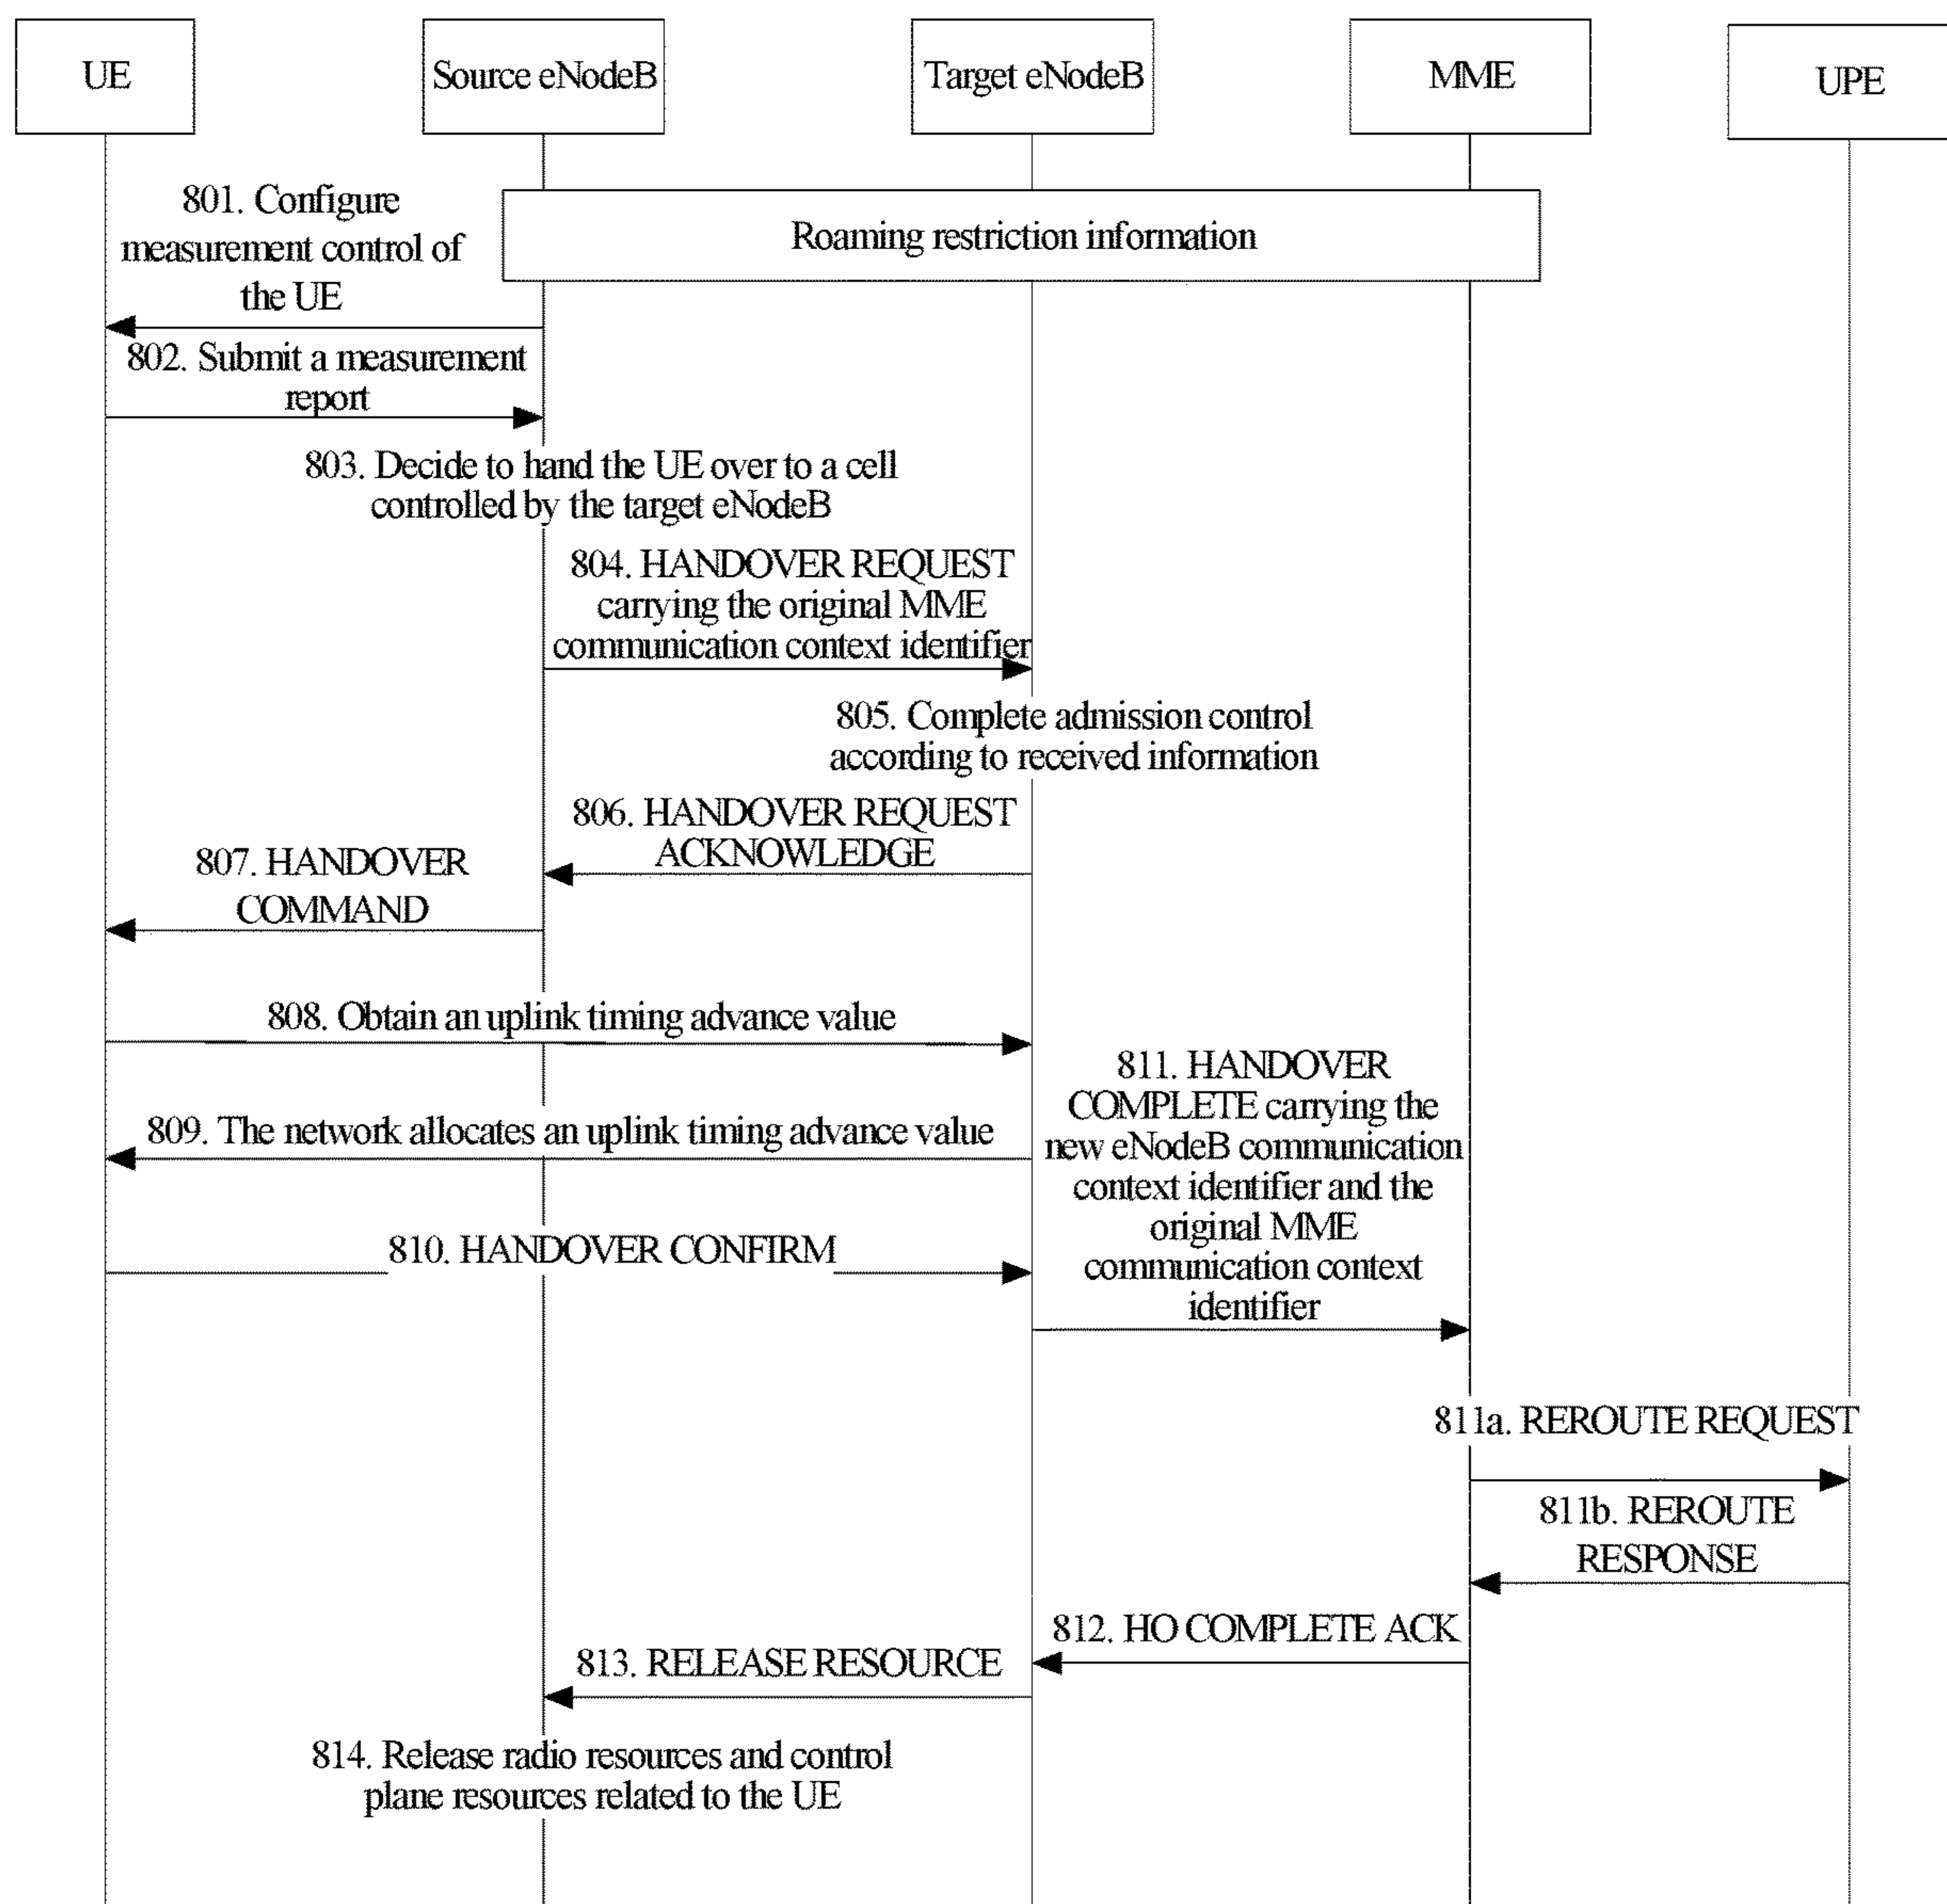 UE
Source eNodeB
Target eNodeB
MME
UPE
801. Configure
measurement control of
the UE
Roaming restriction information
802. Submit a measurement
report
803. Decide to hand the UE over to a cell
controlled by the target eNodeB
804. HANDOVER REQUEST
carrying the original MME
communication context identifier
805. Complete admission control
according to received information
806. HANDOVER REQUEST
ACKNOWLEDGE
807. HANDOVER
COMMAND
808. Obtain an uplink timing advance value
809. The network allocates an uplink timing advance value
810. HANDOVER CONFIRM
811. HANDOVER
COMPLETE carrying the
new eNodeB communication
context identifier and the
original MME
communication context
identifier
811a. REROUTE REQUEST
811b. REROUTE
RESPONSE
812. HO COMPLETE ACK
813. RELEASE RESOURCE
814. Release radio resources and control
plane resources related to the UE